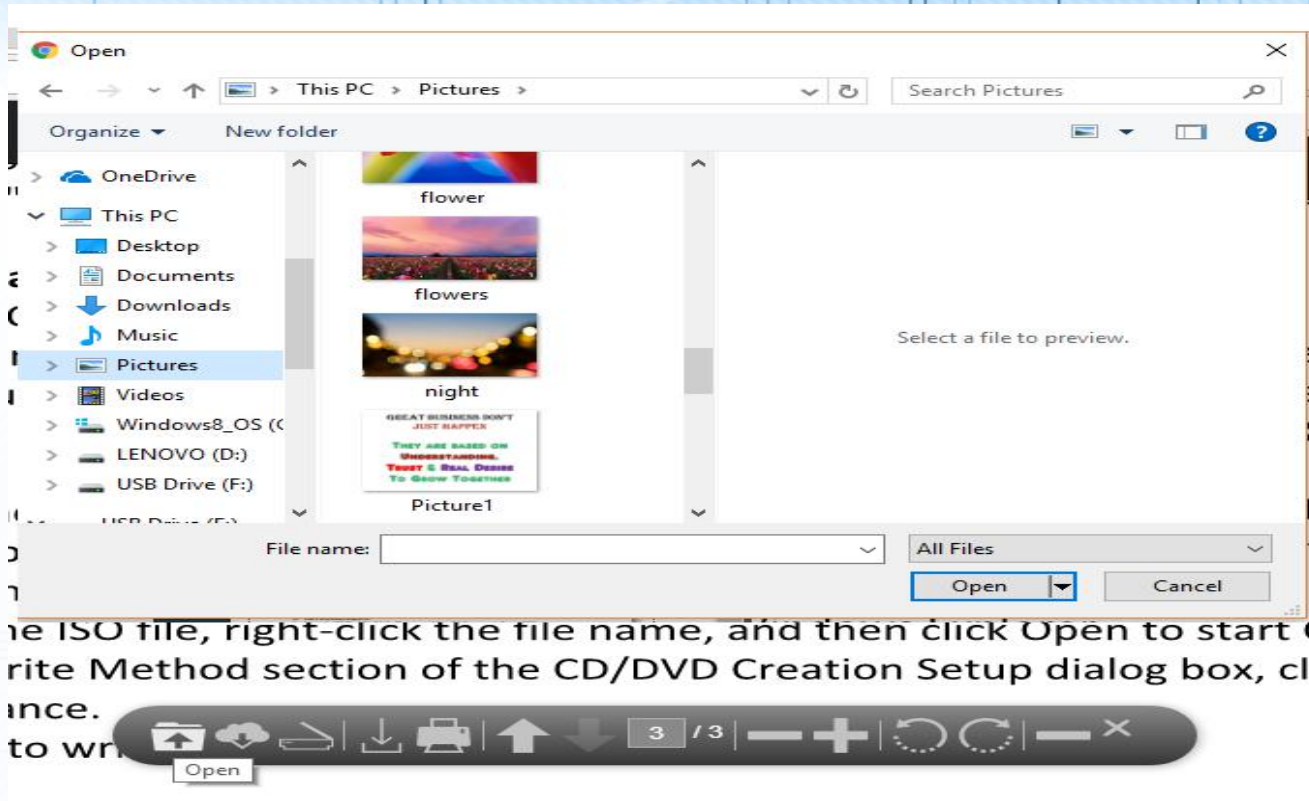 Open
This PC > Pictures >
Search Pictures
Organize
New folder
OneDrive
This PC
Desktop
Documents
Downloads
Music
Pictures
Videos
Windows8_OS (
LENOVO (D:)
USB Drive (F:)
USB Drive (F:)
flower
flowers
night
GREAT BUSINESS DON'T
JUST HAPPEN
THEY ARE BASED ON
UNDERSTANDING.
TRUST & REAL DESIRE
TO GROW TOGETHER
Picture1
Select a file to preview.
File name:
All Files
Open
Cancel
ne ISO file, right-click the file name, and then click Open to start
rite Method section of the CD/DVD Creation Setup dialog box, cl
ance.
to wri
3 / 3
Open